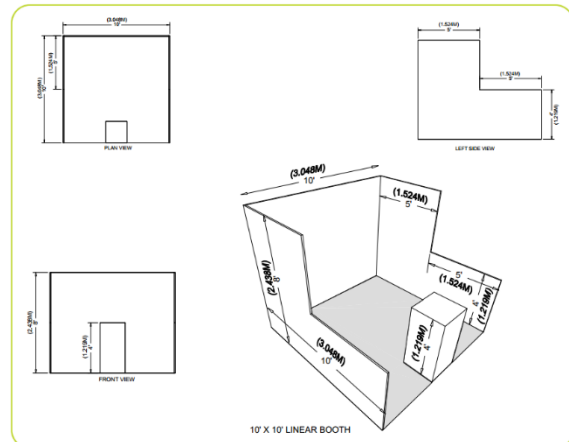 (3.048M)
10'
(3.048M)
10'
(1.524M)
5'
PLAN VIEW
(1.524M)
5'
(1.524M)
5'
4'
(1.219M)
LEFT SIDE VIEW
(2.438M)
8'
(1.219M)
4'
FRONT VIEW
(3.048M)
10'
(1.524M)
5'
(2.438M)
8'
5'
(1.524M)
4'
(1.219M)
(1.219M)
4'
(3.048M)
10'
10' X 10' LINEAR BOOTH